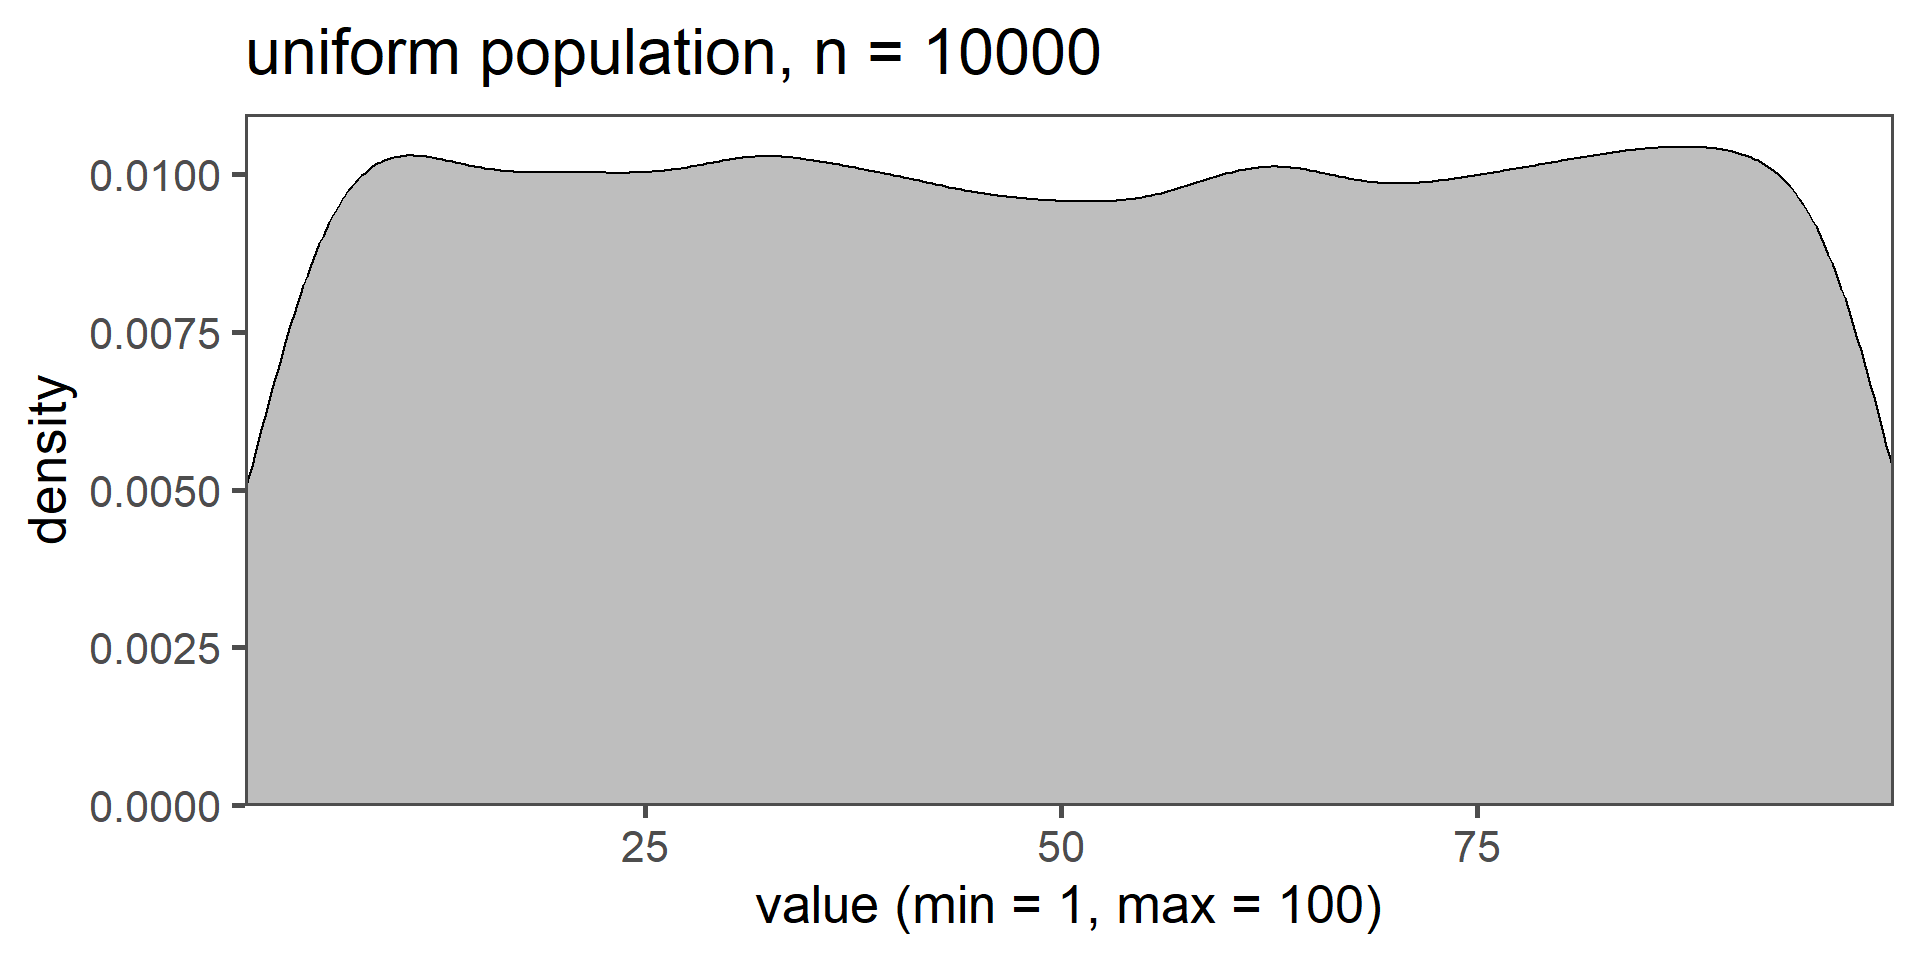 uniform population, n = 10000
0.0100
0.0075
0.0050
0.0025
0.0000
density
25 50 75
value (min = 1, max = 100)